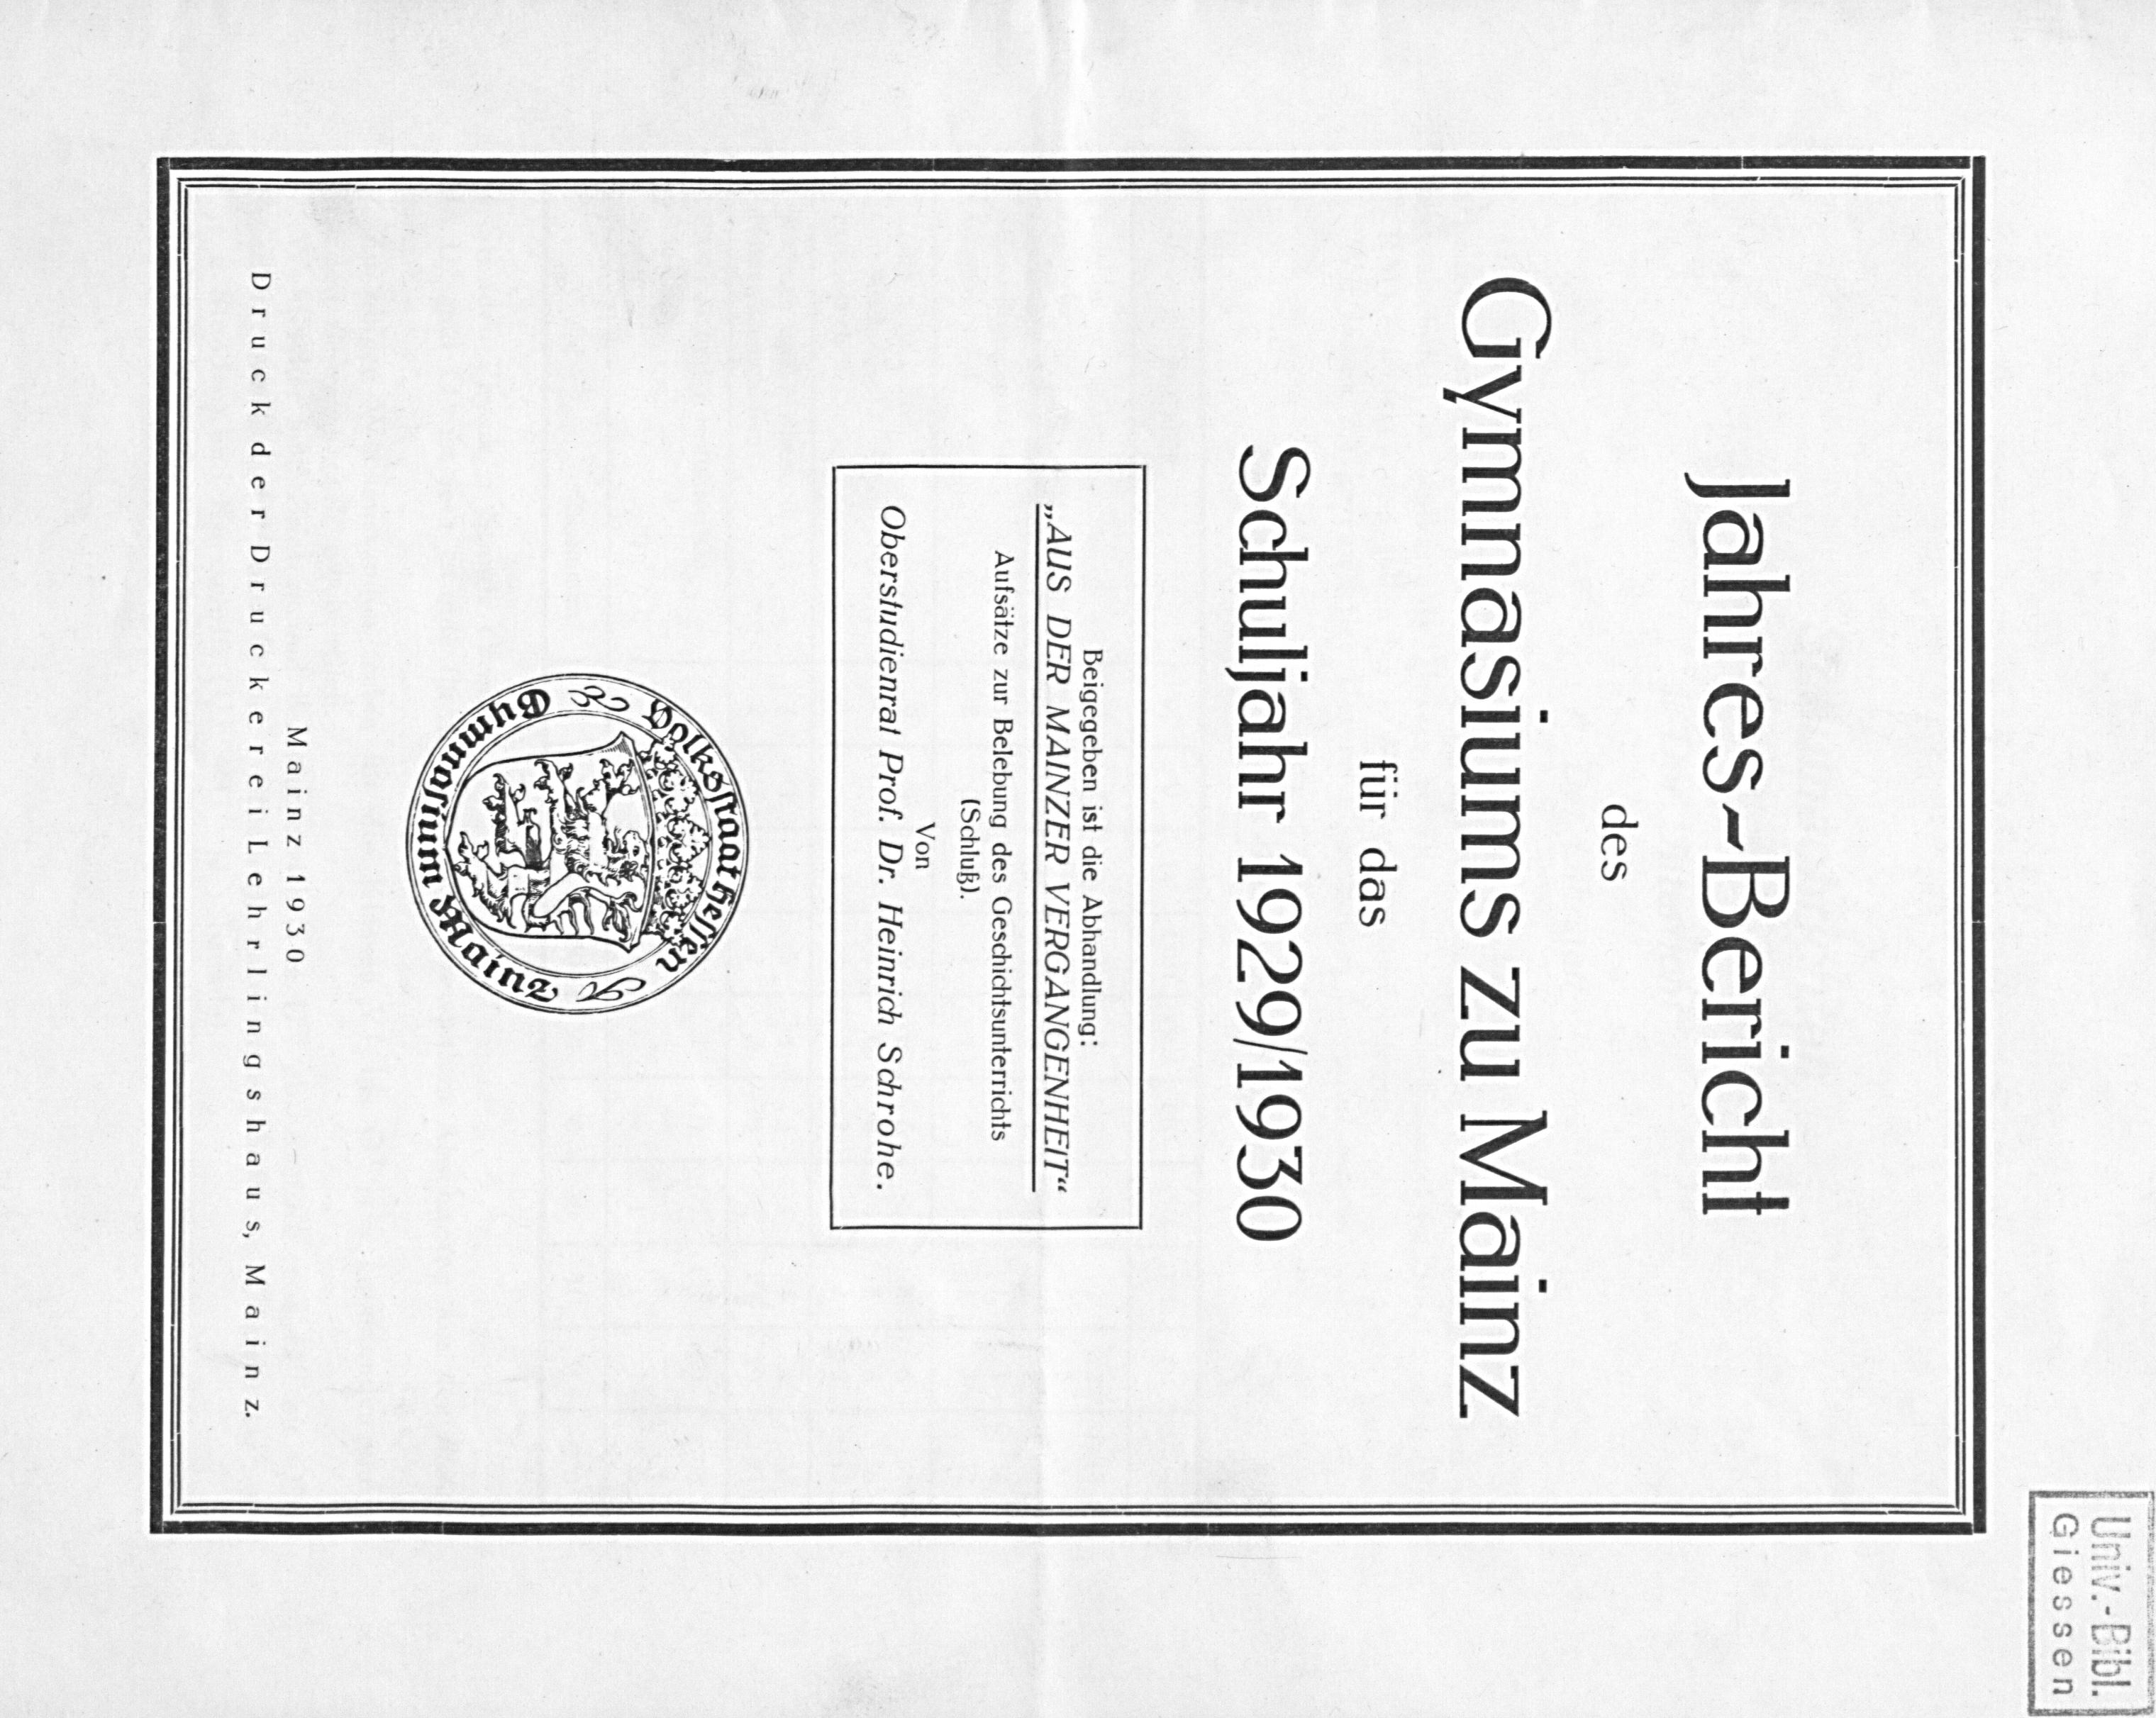 Univ.-Bibl.
Giessen
Jahres-Bericht
des
Gymnasiums zu Mainz
für das
Schuljahr 1929/1930
Beigegeben ist die Abhandlung:
„AUS DER MAINZER VERGANGENHEIT“
Aufsätze zur Belebung des Geschichtsunterrichts
(Schluß).
Von
Oberstudienrat Prof. Dr. Heinrich Schrohe.
Volksstaat Hessen
Gymnasium Mainz
Mainz 1930
Druck der Druckerei Lehrlingshaus, Mainz.